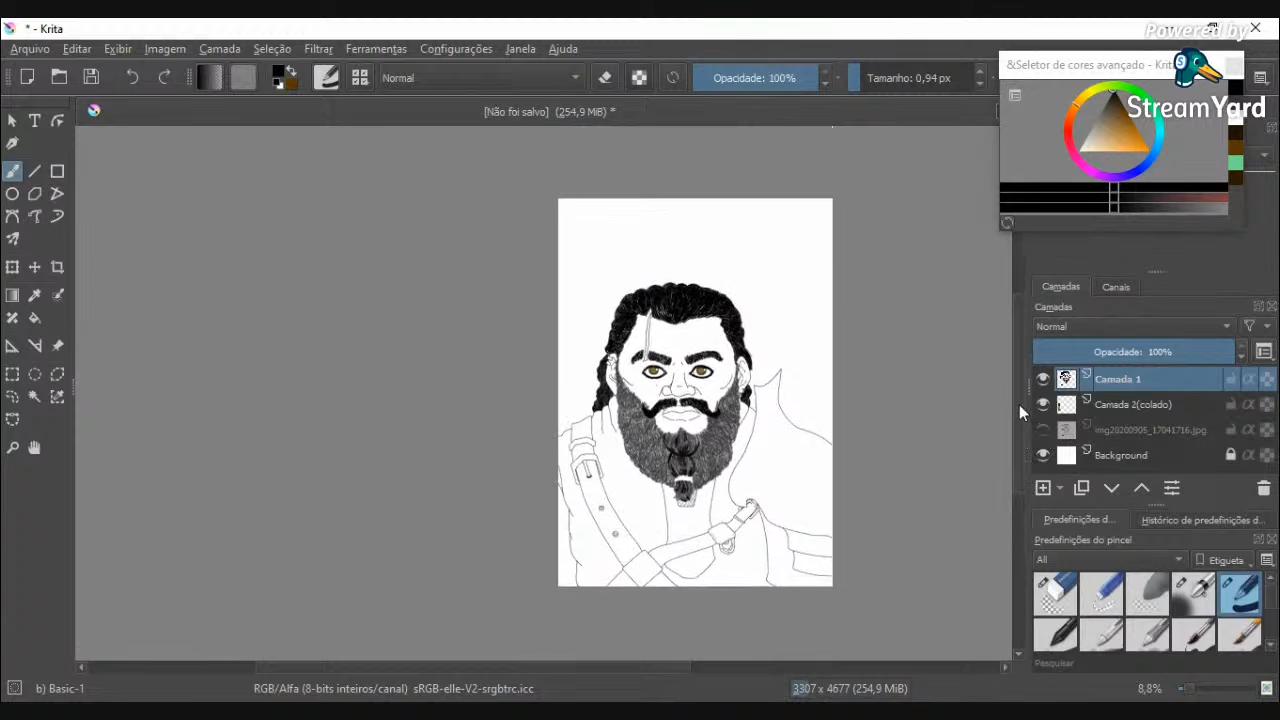 * - Krita
Powered by
Arquivo Editar Exibir Imagem Camada Seleção Filtrar Ferramentas Configurações Janela Ajuda
&Seletor de cores avançado - Krit
Normal
Opacidade: 100%
Tamanho: 0,94 px
StreamYard
[Não foi salvo] (254,9 MiB) *
Camadas Canais
Camadas
Normal
Opacidade: 100%
Camada 1
Camada 2(colado)
img20200905_17041716.jpg
Background
Predefinições d... Histórico de predefinições d...
Predefinições do pincel
All
Etiqueta
Pesquisar
b) Basic-1
RGB/Alfa (8-bits inteiros/canal) sRGB-elle-V2-srgbtrc.icc
3307 x 4677 (254,9 MiB)
8,8%